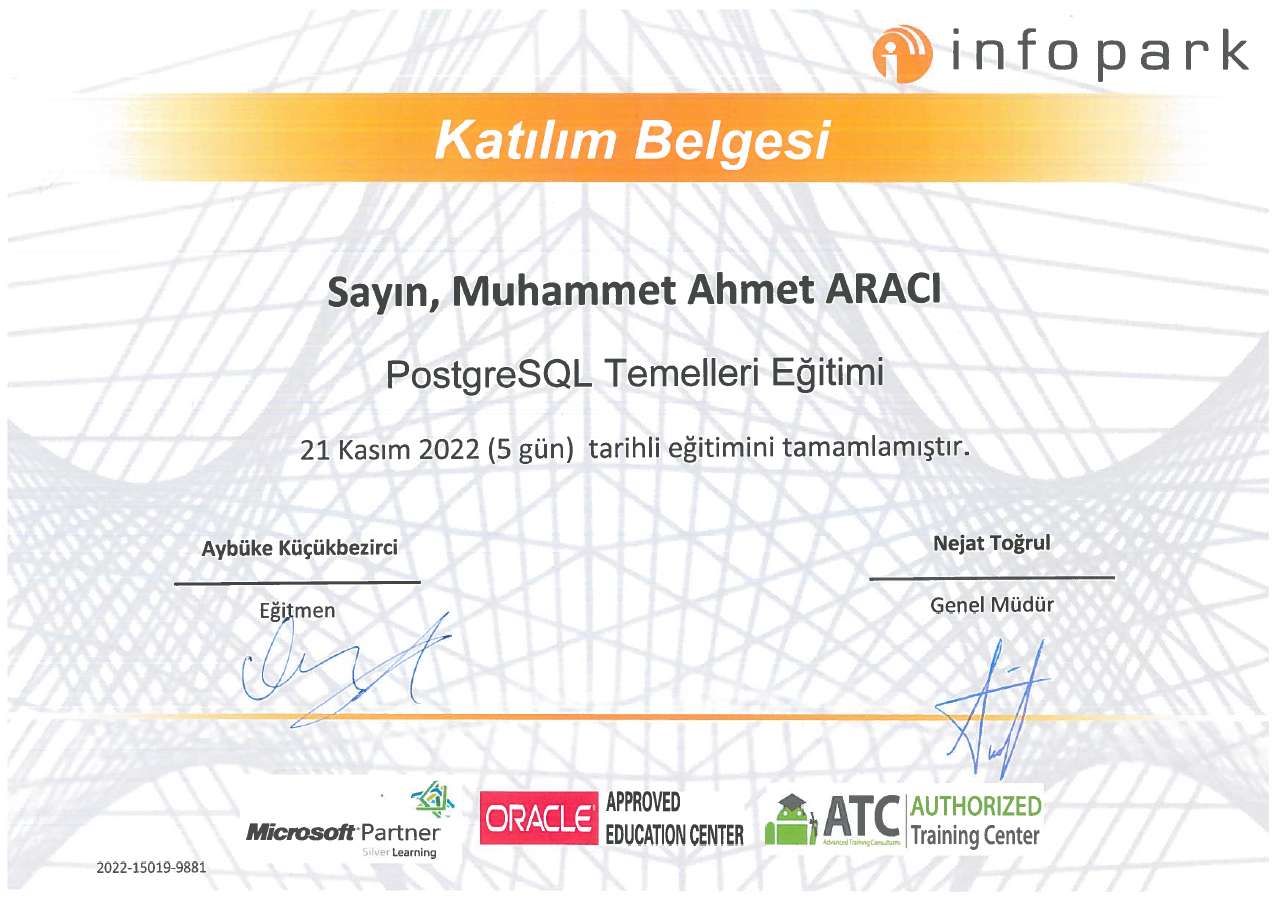 infopark
Katılım Belgesi
Sayın, Muhammet Ahmet ARACI
PostgreSQL Temelleri Eğitimi
21 Kasım 2022 (5 gün) tarihli eğitimini tamamlamıştır.
Aybüke Küçükbezirci
Eğitmen
Nejat Toğrul
Genel Müdür
Microsoft Partner
Silver Learning
ORACLE APPROVED
EDUCATION CENTER
ATC AUTHORIZED
Advanced Training Consultants Training Center
2022-15019-9881